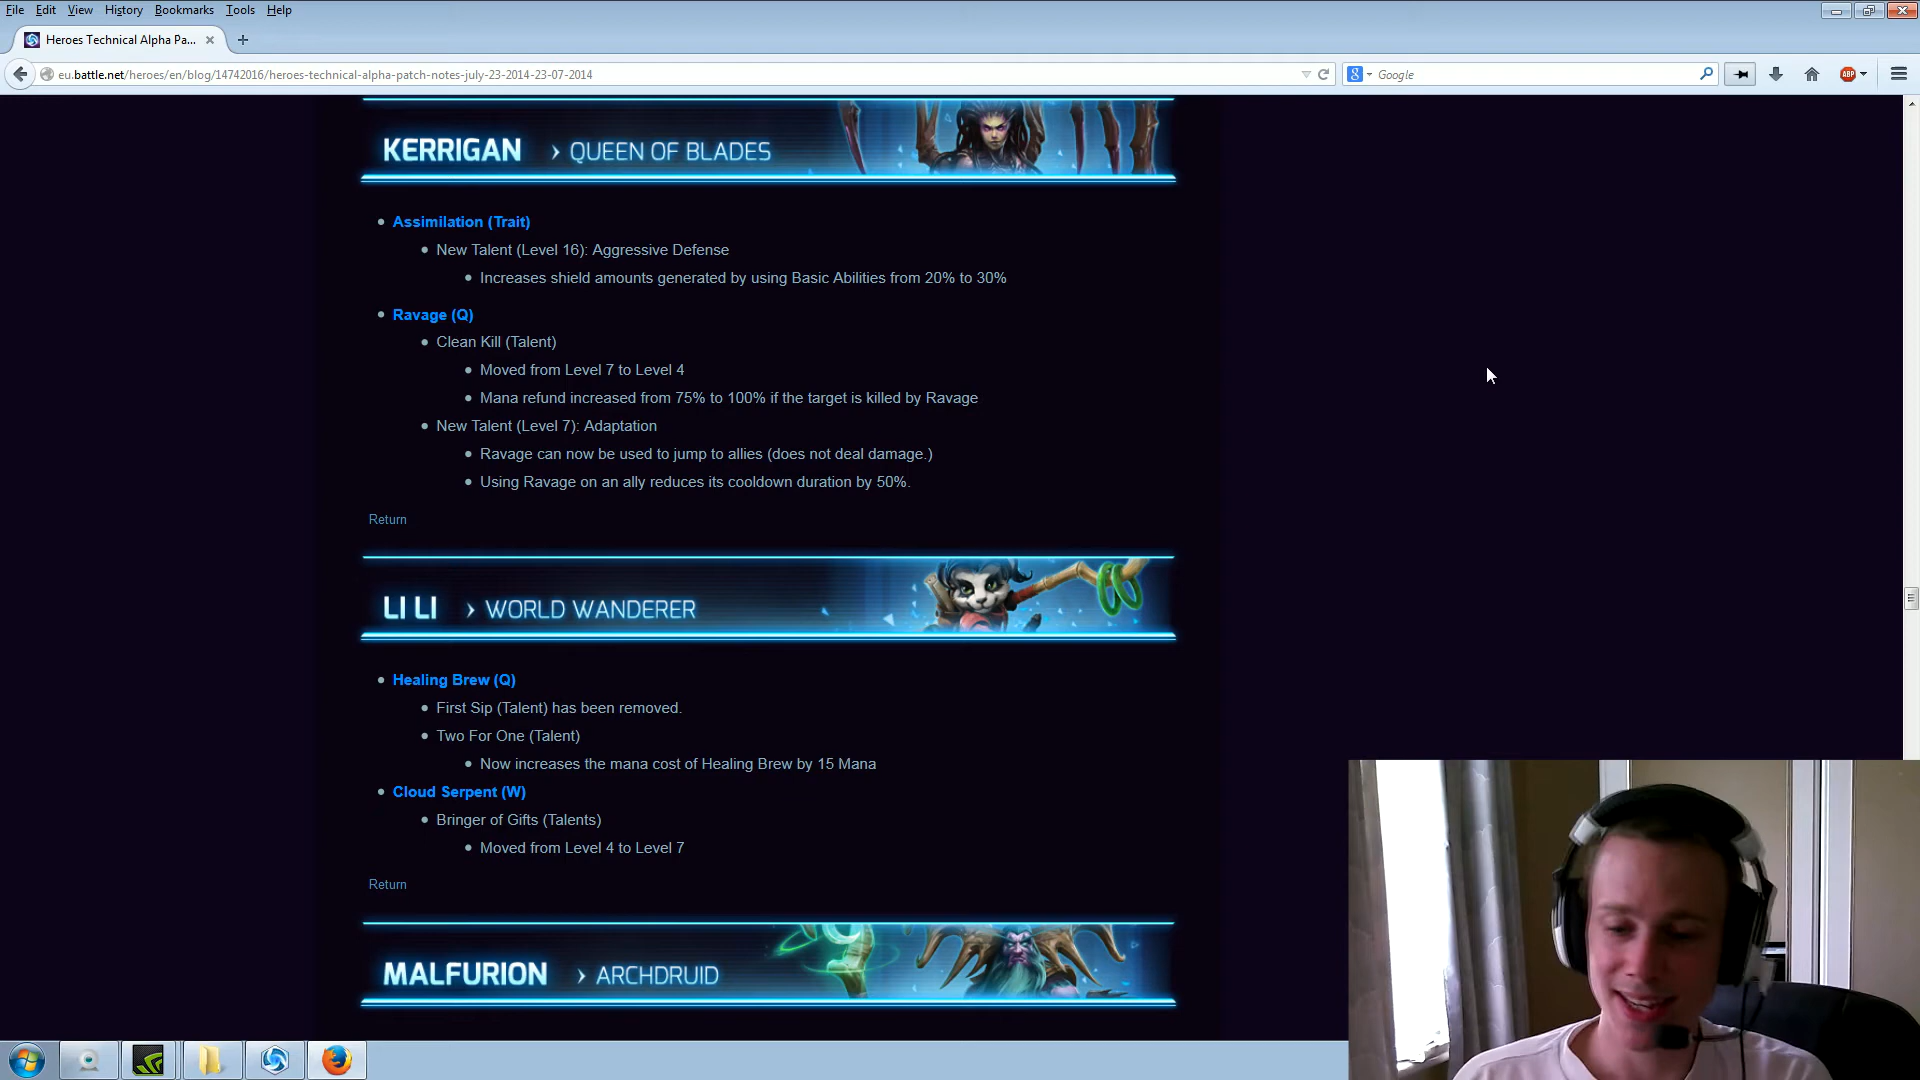 File Edit View History Bookmarks Tools Help
Heroes Technical Alpha Pa...
eu.battle.net/heroes/en/blog/14742016/heroes-technical-alpha-patch-notes-july-23-2014-23-07-2014
Google
ABP
KERRIGAN › QUEEN OF BLADES
Assimilation (Trait)
New Talent (Level 16): Aggressive Defense
Increases shield amounts generated by using Basic Abilities from 20% to 30%
Ravage (Q)
Clean Kill (Talent)
Moved from Level 7 to Level 4
Mana refund increased from 75% to 100% if the target is killed by Ravage
New Talent (Level 7): Adaptation
Ravage can now be used to jump to allies (does not deal damage.)
Using Ravage on an ally reduces its cooldown duration by 50%.
Return
LI LI › WORLD WANDERER
Healing Brew (Q)
First Sip (Talent) has been removed.
Two For One (Talent)
Now increases the mana cost of Healing Brew by 15 Mana
Cloud Serpent (W)
Bringer of Gifts (Talents)
Moved from Level 4 to Level 7
Return
MALFURION › ARCHDRUID